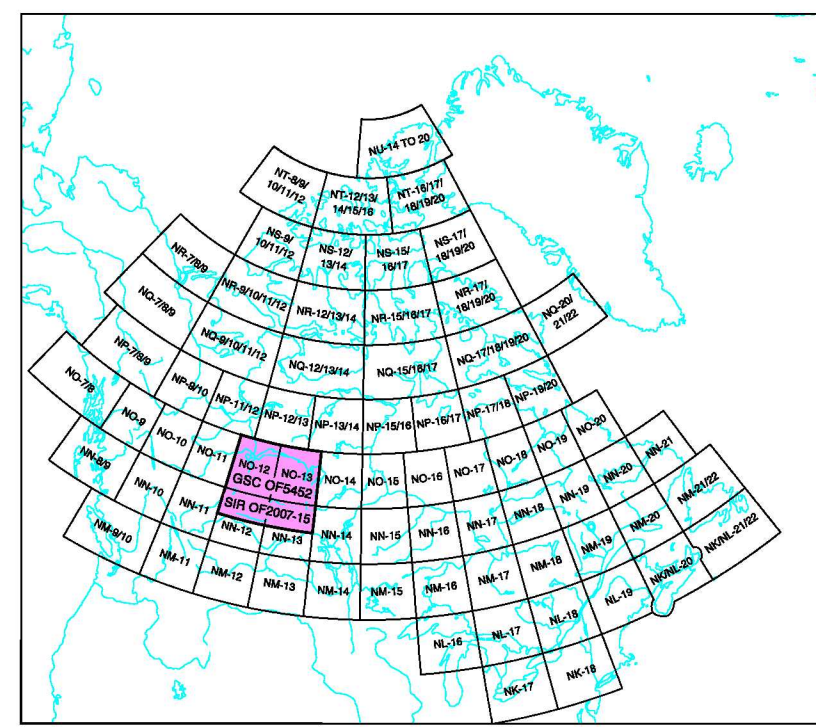 NU-14 TO 20
NT-8/9/
10/11/12
NT-12/13/
14/15/16
NT-16/17/
18/19/20
NS-9/
10/11/12
NS-12/
13/14
NS-15/
16/17
NS-17/
18/19/20
NR-7/8/9
NR-9/10/11/12
NR-12/13/14
NR-15/16/17
NR-17/
18/19/20
NQ-7/8/9
NQ-9/10/11/12
NQ-12/13/14
NQ-15/16/17
NQ-17/18/19/20
NQ-20/
21/22
NP-7/8/9
NP-9/10
NP-11/12
NP-12/13
NP-13/14
NP-15/16
NP-16/17
NP-17/18
NP-19/20
NO-7/8
NO-9
NO-10
NO-11
NO-12
NO-13
GSC OF5452
SIR OF2007-15
NO-14
NO-15
NO-16
NO-17
NO-18
NO-19
NO-20
NN-8/9
NN-10
NN-11
NN-12
NN-13
NN-14
NN-15
NN-16
NN-17
NN-18
NN-19
NN-20
NN-21
NM-9/10
NM-11
NM-12
NM-13
NM-14
NM-15
NM-16
NM-17
NM-18
NM-19
NM-20
NM-21/22
NL-16
NL-17
NL-18
NL-19
NK/NL-20
NK/NL-21/22
NK-17
NK-18